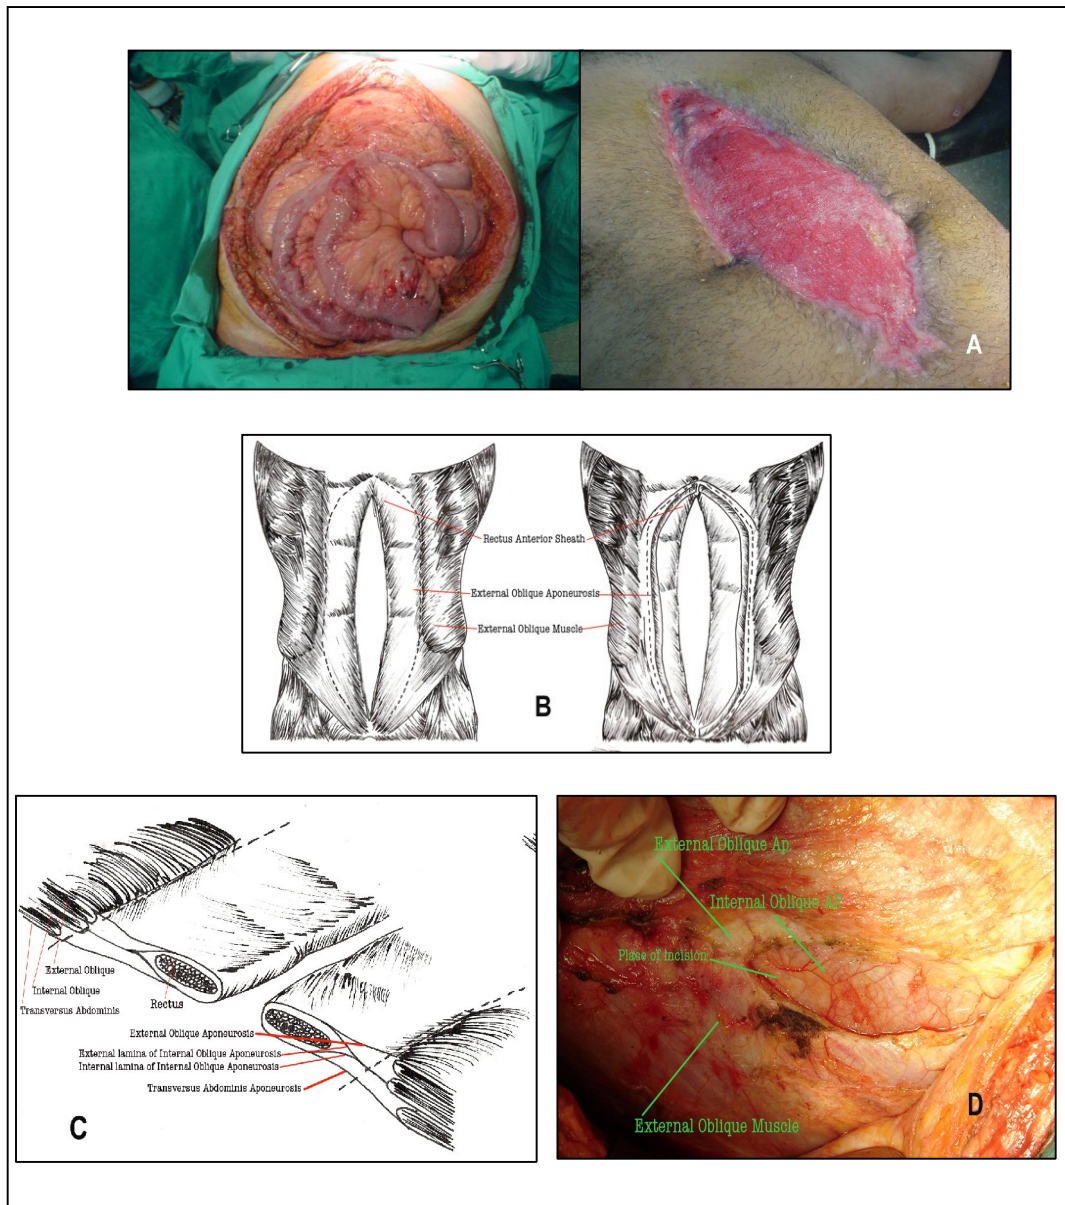 A
Rectus Anterior Sheath
External Oblique Aponeurosis
External Oblique Muscle
B
External Oblique
Internal Oblique
Transversus Abdominis
Rectus
External Oblique Aponeurosis
External lamina of Internal Oblique Aponeurosis
Internal lamina of Internal Oblique Aponeurosis
Transversus Abdominis Aponeurosis
C
External Oblique Ap.
Internal Oblique AP.
Place of Incision
External Oblique Muscle
D